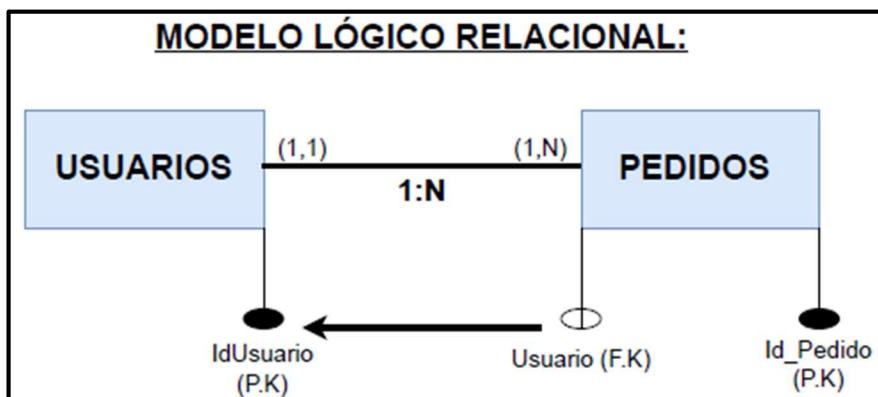 MODELO LÓGICO RELACIONAL:
USUARIOS
(1,1)
(1,N)
1:N
PEDIDOS
IdUsuario
(P.K)
Usuario (F.K)
Id_Pedido
(P.K)